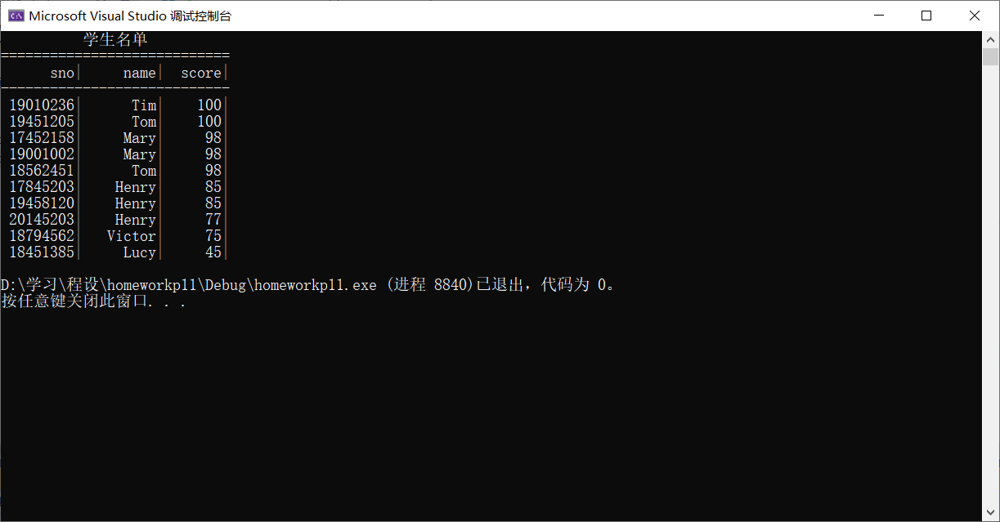 Microsoft Visual Studio 调试控制台
学生名单
============================
sno| name| score|
----------------------------
19010236| Tim| 100|
19451205| Tom| 100|
17452158| Mary| 98|
19001002| Mary| 98|
18562451| Tom| 98|
17845203| Henry| 85|
19458120| Henry| 85|
20145203| Henry| 77|
18794562| Victor| 75|
18451385| Lucy| 45|
D:\学习\程设\homeworkpll\Debug\homeworkpll.exe (进程 8840)已退出，代码为 0。
按任意键关闭此窗口. . .